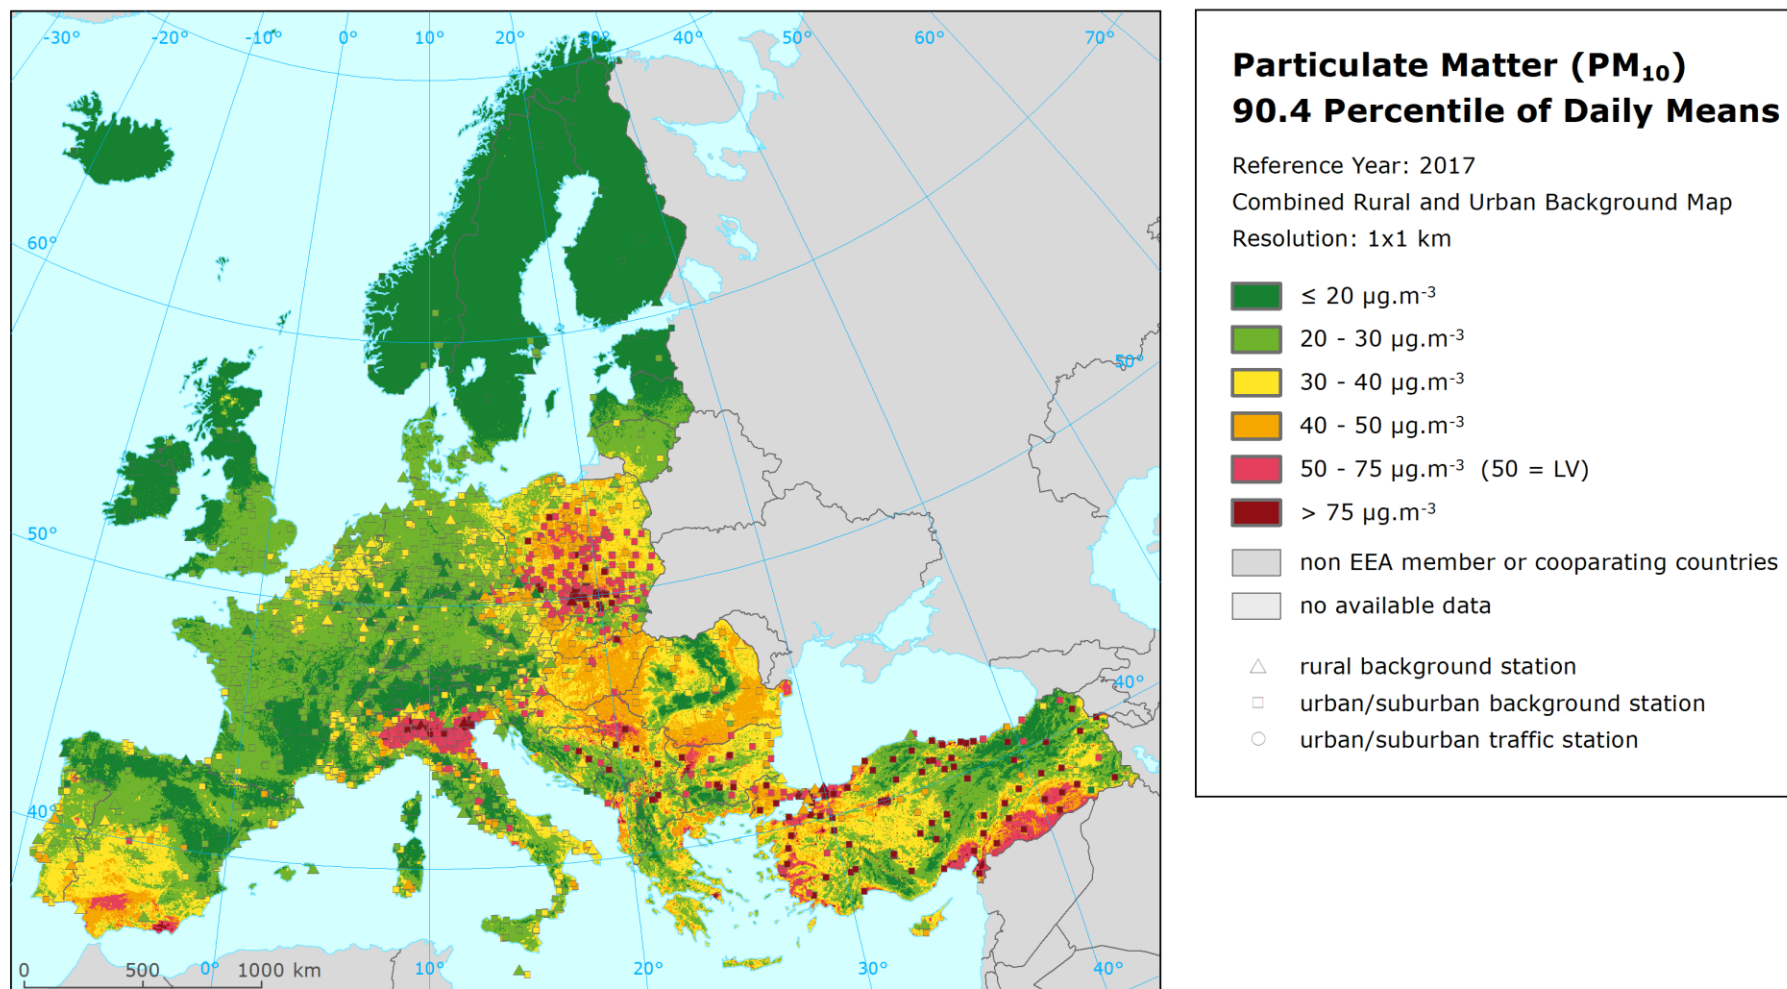 -30°
-20°
-10°
0°
10°
20°
30°
40°
50°
60°
70°
60°
50°
40°
50°
40°
0
500
1000 km
0°
10°
20°
30°
40°
Particulate Matter (PM₁₀)
90.4 Percentile of Daily Means
Reference Year: 2017
Combined Rural and Urban Background Map
Resolution: 1x1 km
≤ 20 µg.m⁻³
20 - 30 µg.m⁻³
30 - 40 µg.m⁻³
40 - 50 µg.m⁻³
50 - 75 µg.m⁻³ (50 = LV)
> 75 µg.m⁻³
non EEA member or cooparating countries
no available data
rural background station
urban/suburban background station
urban/suburban traffic station